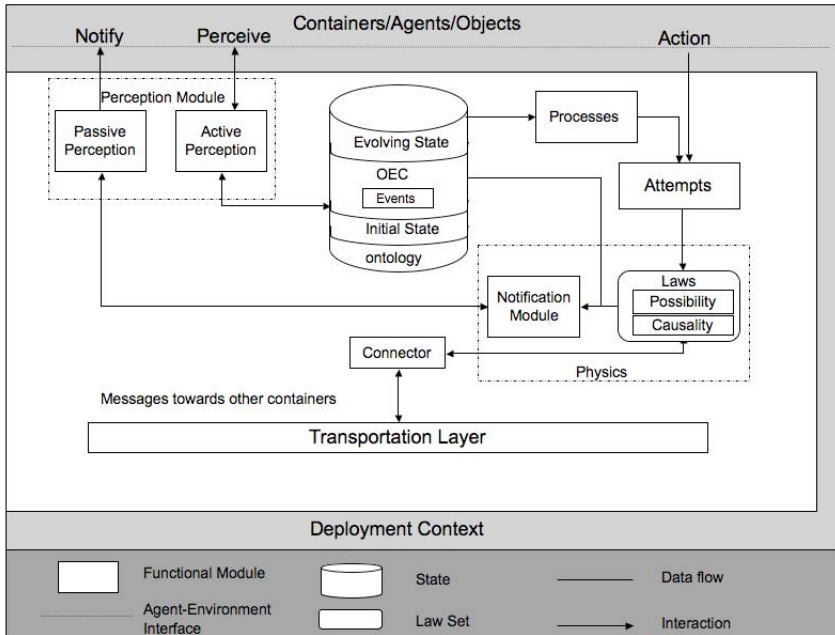 Containers/Agents/Objects
Notify
Perceive
Action
Perception Module
Passive
Perception
Active
Perception
Evolving State
OEC
Events
Initial State
ontology
Processes
Attempts
Laws
Possibility
Causality
Notification
Module
Physics
Connector
Messages towards other containers
Transportation Layer
Deployment Context
Functional Module
State
Data flow
Agent-Environment
Interface
Law Set
Interaction